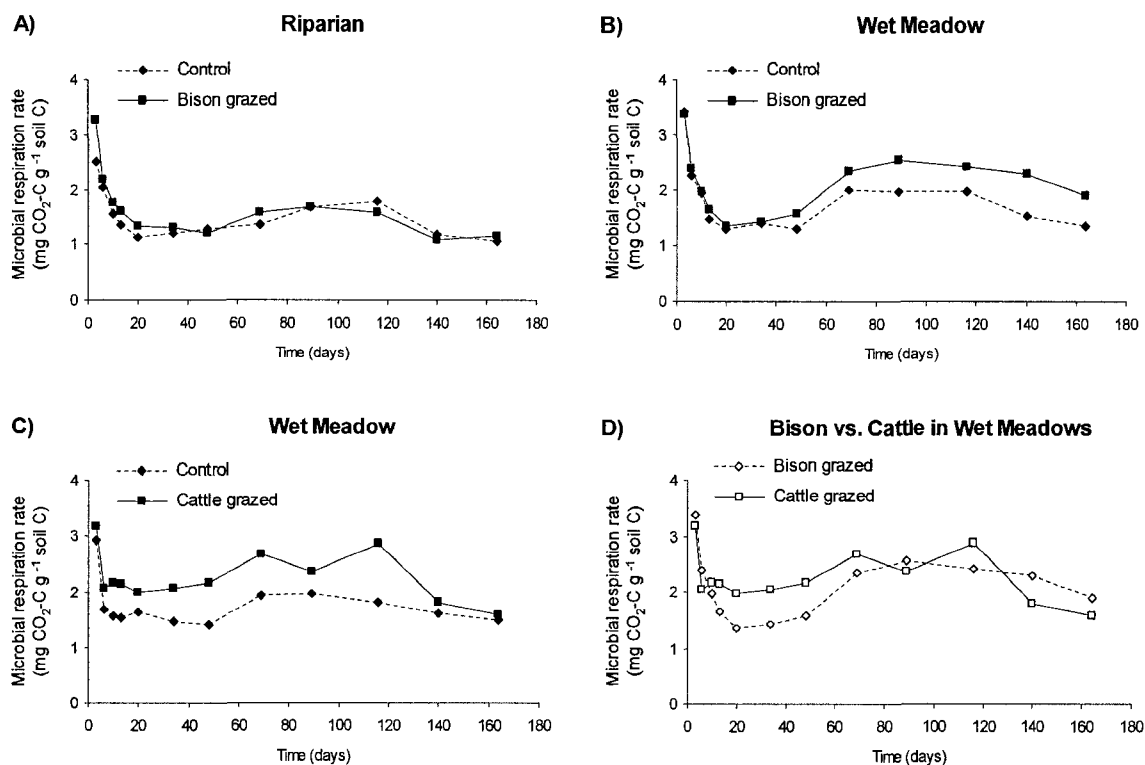 A)
Riparian
Control
Bison grazed
Microbial respiration rate
(mg CO₂-C g⁻¹ soil C)
4
3
2
1
0
0 20 40 60 80 100 120 140 160 180
Time (days)
B)
Wet Meadow
Control
Bison grazed
Microbial respiration rate
(mg CO₂-C g⁻¹ soil C)
4
3
2
1
0
0 20 40 60 80 100 120 140 160 180
Time (days)
C)
Wet Meadow
Control
Cattle grazed
Microbial respiration rate
(mg CO₂-C g⁻¹ soil C)
4
3
2
1
0
0 20 40 60 80 100 120 140 160 180
Time (days)
D)
Bison vs. Cattle in Wet Meadows
Bison grazed
Cattle grazed
Microbial respiration rate
(mg CO₂-C g⁻¹ soil C)
4
3
2
1
0
0 20 40 60 80 100 120 140 160 180
Time (days)